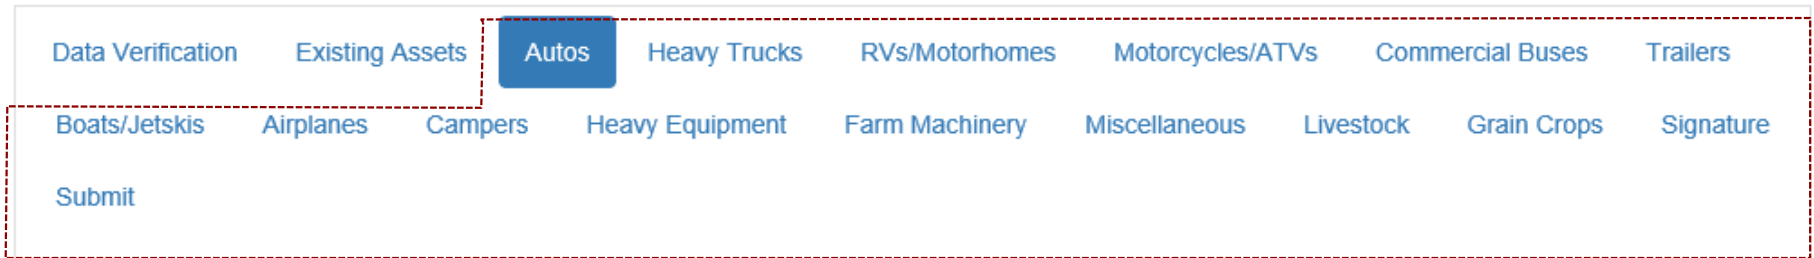 Data Verification Existing Assets Autos Heavy Trucks RVs/Motorhomes Motorcycles/ATVs Commercial Buses Trailers
Boats/Jetskis Airplanes Campers Heavy Equipment Farm Machinery Miscellaneous Livestock Grain Crops Signature
Submit